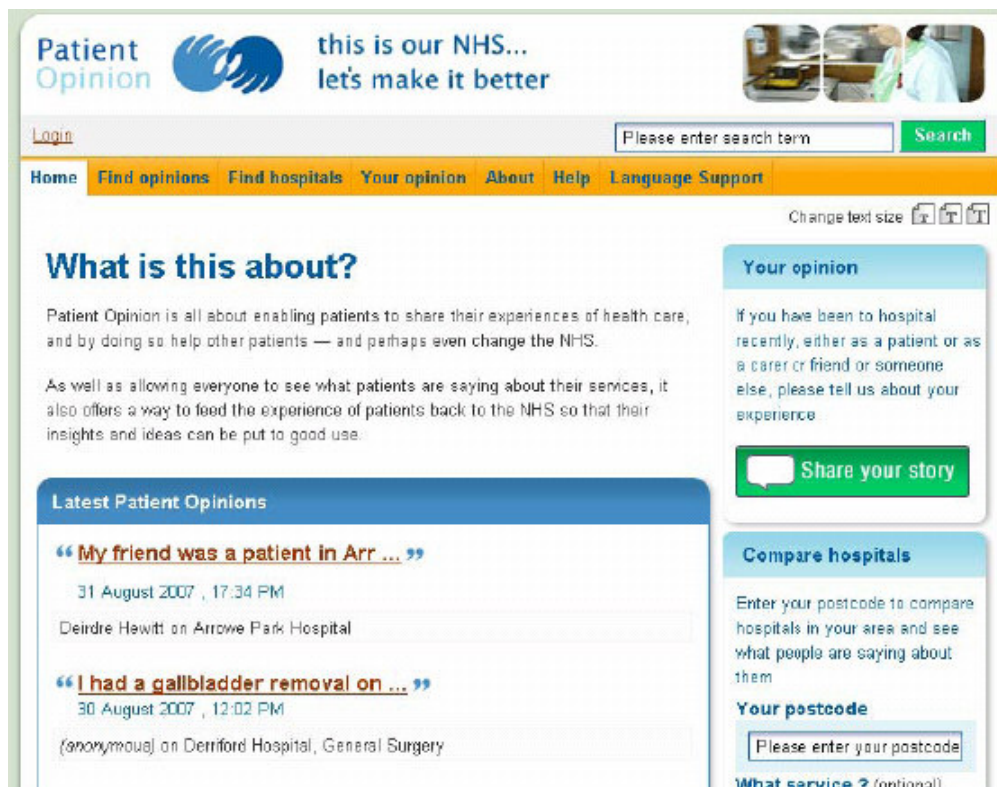 Patient
Opinion
this is our NHS...
let's make it better
Login
Please enter search term
Search
Home Find opinions Find hospitals Your opinion About Help Language Support
Change text size T T T
What is this about?
Patient Opinion is all about enabling patients to share their experiences of health care,
and by doing so help other patients — and perhaps even change the NHS.
As well as allowing everyone to see what patients are saying about their services, it
also offers a way to feed the experience of patients back to the NHS so that their
insights and ideas can be put to good use.
Latest Patient Opinions
“ My friend was a patient in Arr ... ”
31 August 2007 , 17:34 PM
Deirdre Hewitt on Arrowe Park Hospital
“ I had a gallbladder removal on ... ”
30 August 2007 , 12:02 PM
(anonymous) on Derriford Hospital, General Surgery
Your opinion
If you have been to hospital
recently, either as a patient or as
a carer or friend or someone
else, please tell us about your
experience
Share your story
Compare hospitals
Enter your postcode to compare
hospitals in your area and see
what people are saying about
them
Your postcode
Please enter your postcode
What service ? (optional)